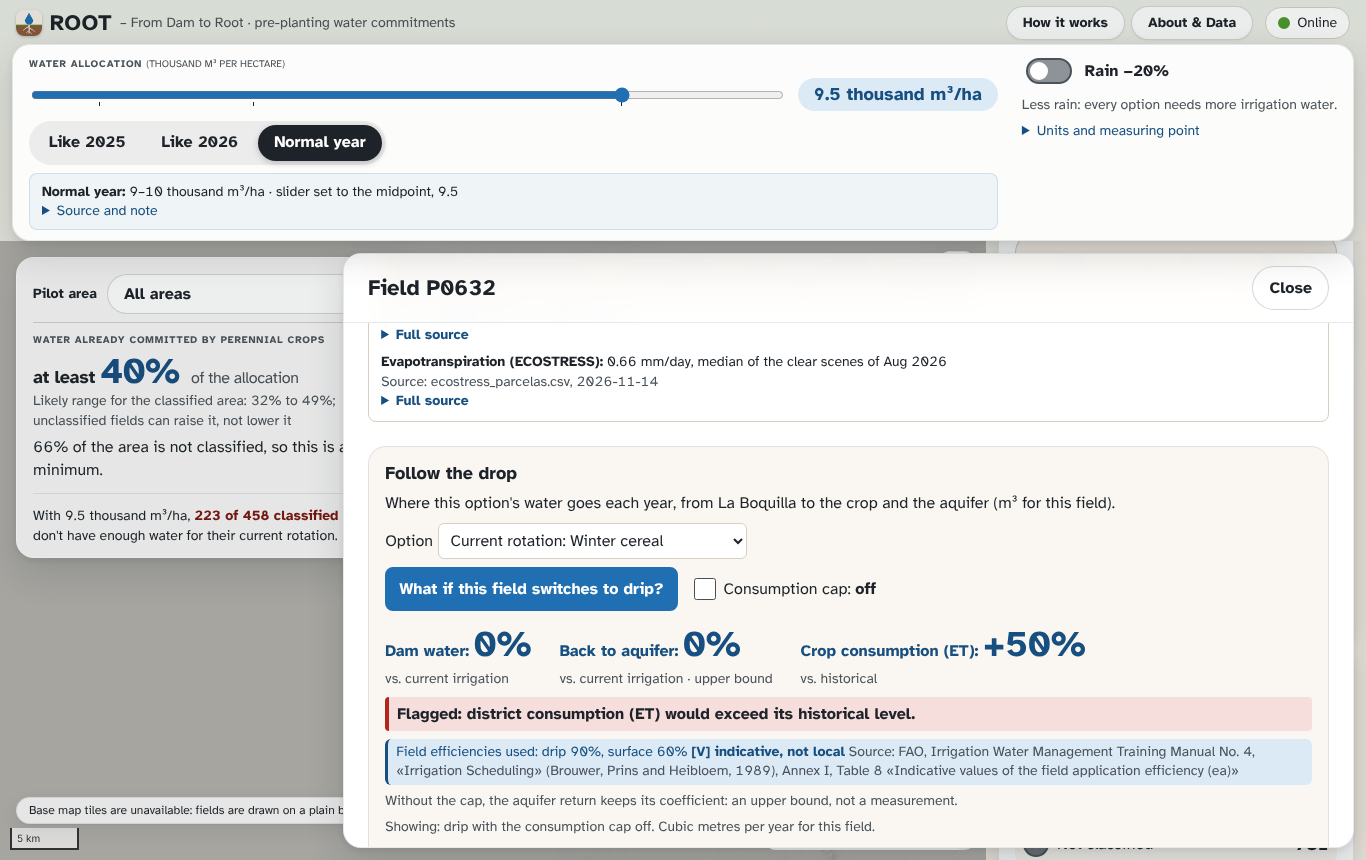 ROOT – From Dam to Root · pre-planting water commitments
How it works
About & Data
Online
WATER ALLOCATION (THOUSAND M³ PER HECTARE)
9.5 thousand m³/ha
Like 2025
Like 2026
Normal year
Normal year: 9–10 thousand m³/ha · slider set to the midpoint, 9.5
Source and note
Rain −20%
Less rain: every option needs more irrigation water.
Units and measuring point
Pilot area
All areas
WATER ALREADY COMMITTED BY PERENNIAL CROPS
at least 40% of the allocation
Likely range for the classified area: 32% to 49%;
unclassified fields can raise it, not lower it
66% of the area is not classified, so this is a
minimum.
With 9.5 thousand m³/ha, 223 of 458 classified
don't have enough water for their current rotation.
Base map tiles are unavailable: fields are drawn on a plain
5 km
Field P0632
Close
Full source
Evapotranspiration (ECOSTRESS): 0.66 mm/day, median of the clear scenes of Aug 2026
Source: ecostress_parcelas.csv, 2026-11-14
Full source
Follow the drop
Where this option's water goes each year, from La Boquilla to the crop and the aquifer (m³ for this field).
Option
Current rotation: Winter cereal
What if this field switches to drip?
Consumption cap: off
Dam water: 0%
vs. current irrigation
Back to aquifer: 0%
vs. current irrigation · upper bound
Crop consumption (ET): +50%
vs. historical
Flagged: district consumption (ET) would exceed its historical level.
Field efficiencies used: drip 90%, surface 60% [V] indicative, not local Source: FAO, Irrigation Water Management Training Manual No. 4,
«Irrigation Scheduling» (Brouwer, Prins and Heibloem, 1989), Annex I, Table 8 «Indicative values of the field application efficiency (ea)»
Without the cap, the aquifer return keeps its coefficient: an upper bound, not a measurement.
Showing: drip with the consumption cap off. Cubic metres per year for this field.